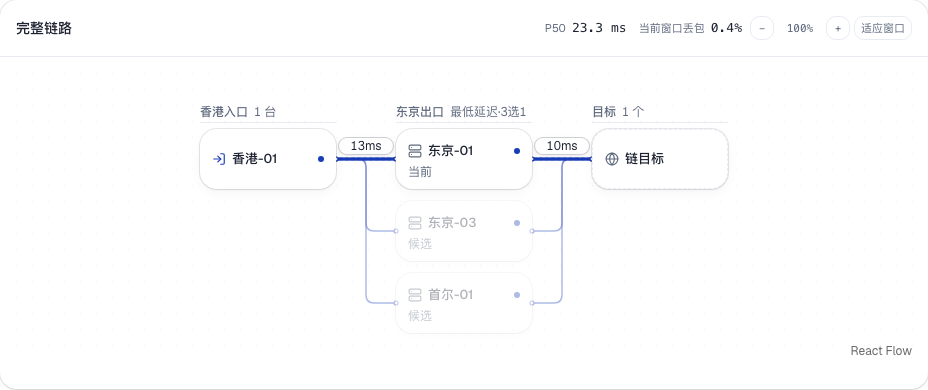 完整链路
P50 23.3 ms 当前窗口丢包 0.4% − 100% + 适应窗口
香港入口 1 台
东京出口 最低延迟·3选1
目标 1 个
香港-01
13ms
东京-01
当前
10ms
链目标
东京-03
候选
首尔-01
候选
React Flow